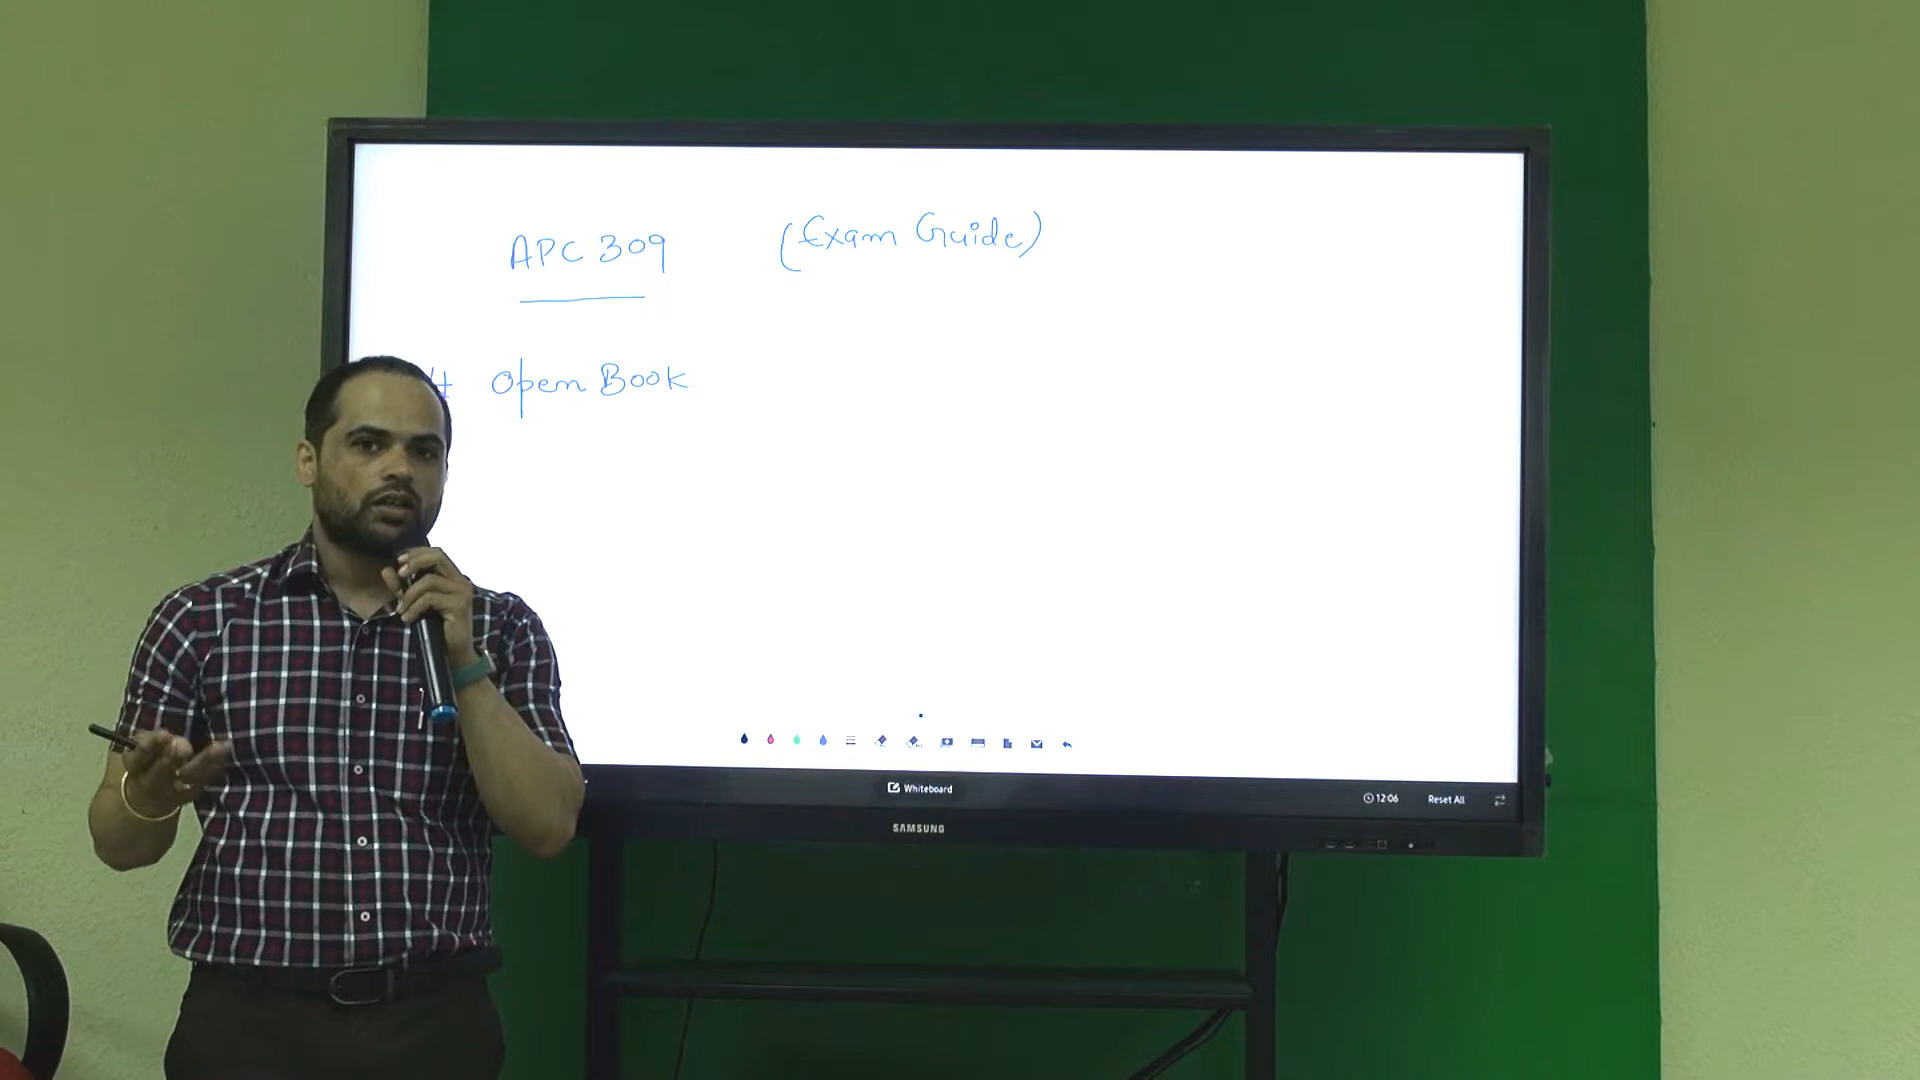 APC 309 (Exam Guide)
# Open Book
Whiteboard
12:06 Reset All
SAMSUNG